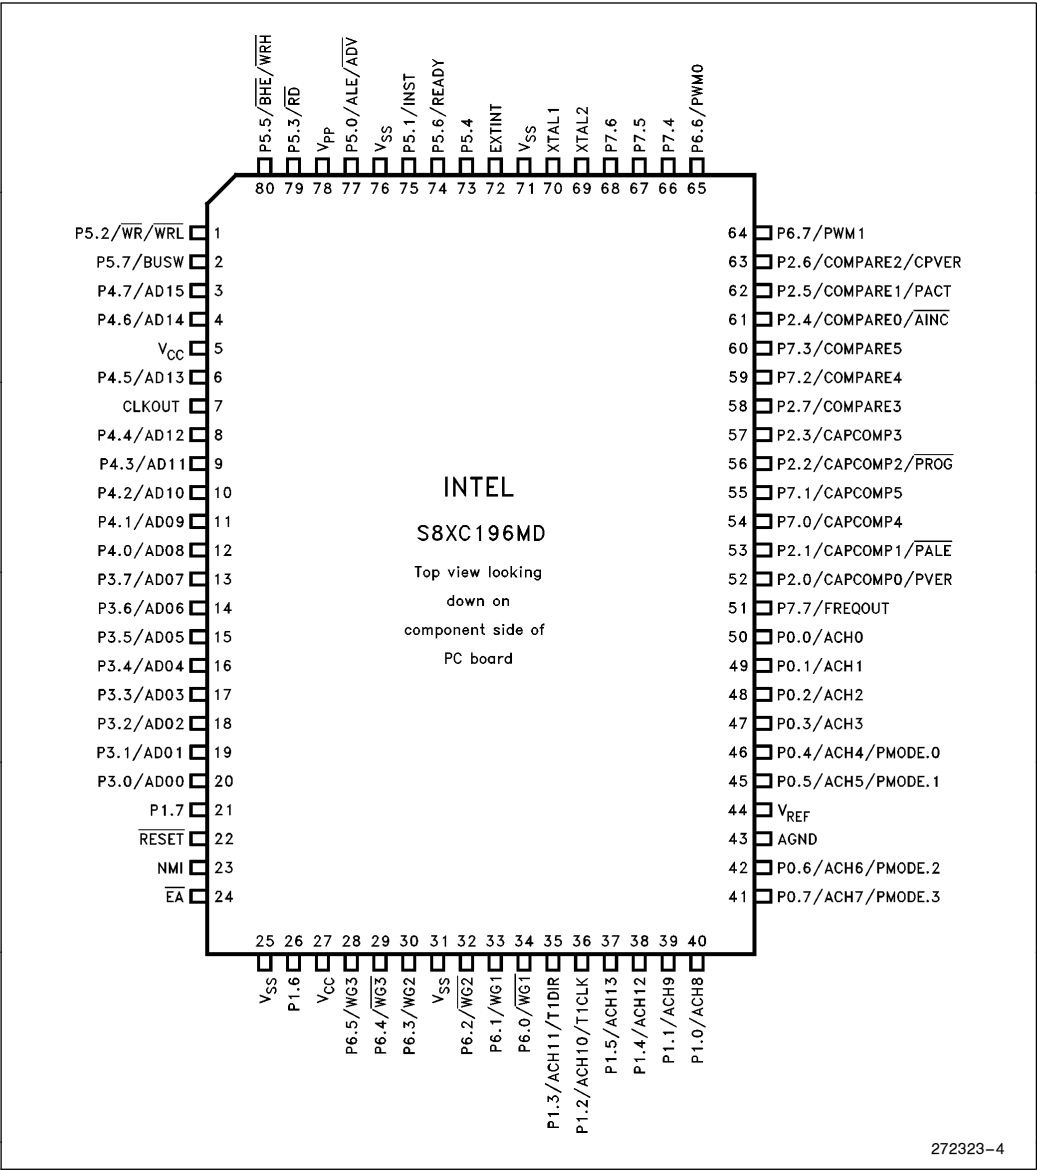 P5.5/BHE/WRH
P5.3/RD
VPP
P5.0/ALE/ADV
VSS
P5.1/INST
P5.6/READY
P5.4
EXTINT
VSS
XTAL1
XTAL2
P7.6
P7.5
P7.4
P6.6/PWM0
80 79 78 77 76 75 74 73 72 71 70 69 68 67 66 65
P5.2/WR/WRL 1
P5.7/BUSW 2
P4.7/AD15 3
P4.6/AD14 4
VCC 5
P4.5/AD13 6
CLKOUT 7
P4.4/AD12 8
P4.3/AD11 9
P4.2/AD10 10
P4.1/AD09 11
P4.0/AD08 12
P3.7/AD07 13
P3.6/AD06 14
P3.5/AD05 15
P3.4/AD04 16
P3.3/AD03 17
P3.2/AD02 18
P3.1/AD01 19
P3.0/AD00 20
P1.7 21
RESET 22
NMI 23
EA 24
INTEL
S8XC196MD
Top view looking
down on
component side of
PC board
64 P6.7/PWM1
63 P2.6/COMPARE2/CPVER
62 P2.5/COMPARE1/PACT
61 P2.4/COMPARE0/AINC
60 P7.3/COMPARE5
59 P7.2/COMPARE4
58 P2.7/COMPARE3
57 P2.3/CAPCOMP3
56 P2.2/CAPCOMP2/PROG
55 P7.1/CAPCOMP5
54 P7.0/CAPCOMP4
53 P2.1/CAPCOMP1/PALE
52 P2.0/CAPCOMP0/PVER
51 P7.7/FREQOUT
50 P0.0/ACH0
49 P0.1/ACH1
48 P0.2/ACH2
47 P0.3/ACH3
46 P0.4/ACH4/PMODE.0
45 P0.5/ACH5/PMODE.1
44 VREF
43 AGND
42 P0.6/ACH6/PMODE.2
41 P0.7/ACH7/PMODE.3
25 26 27 28 29 30 31 32 33 34 35 36 37 38 39 40
VSS
P1.6
VCC
P6.5/WG3
P6.4/WG3
P6.3/WG2
VSS
P6.2/WG2
P6.1/WG1
P6.0/WG1
P1.3/ACH11/T1DIR
P1.2/ACH10/T1CLK
P1.5/ACH13
P1.4/ACH12
P1.1/ACH9
P1.0/ACH8
272323-4